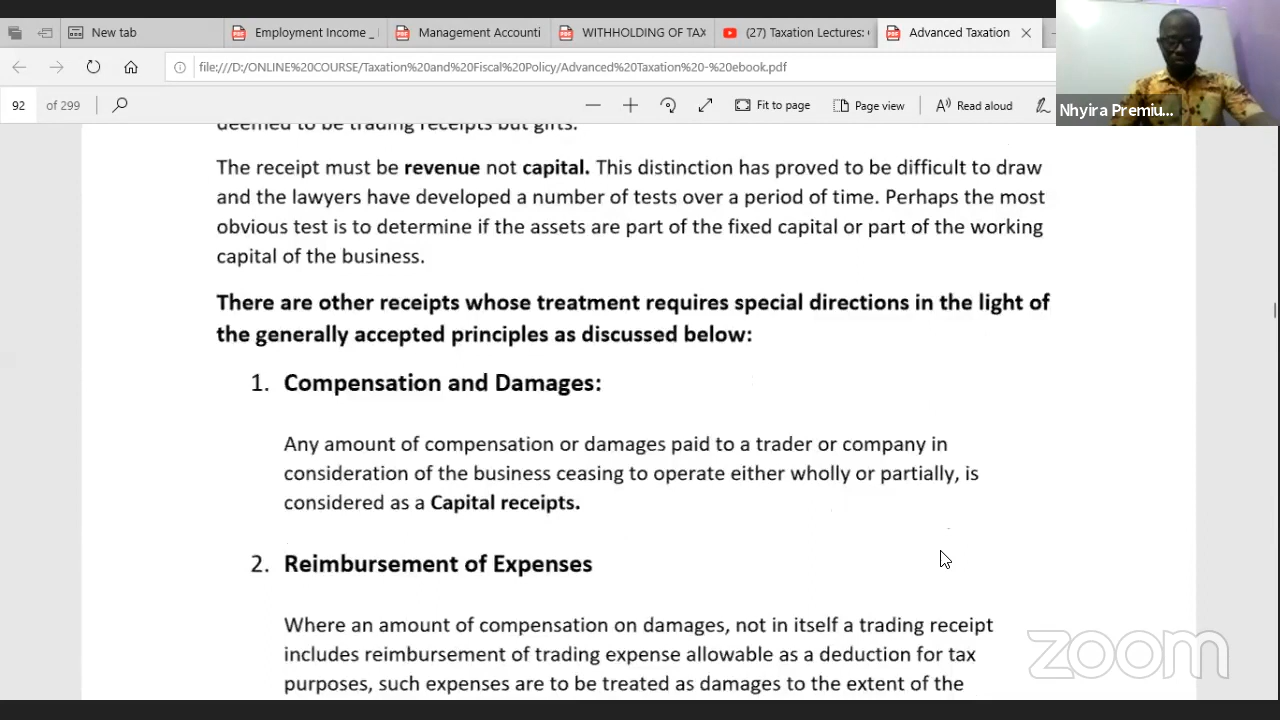 New tab
Employment Income _
Management Accounti
WITHHOLDING OF TAX
(27) Taxation Lectures:
Advanced Taxation
file:///D:/ONLINE%20COURSE/Taxation%20and%20Fiscal%20Policy/Advanced%20Taxation%20-%20ebook.pdf
92 of 299
Fit to page
Page view
Read aloud
Nhyira Premiu...
deemed to be trading receipts but gifts.
The receipt must be revenue not capital. This distinction has proved to be difficult to draw
and the lawyers have developed a number of tests over a period of time. Perhaps the most
obvious test is to determine if the assets are part of the fixed capital or part of the working
capital of the business.
There are other receipts whose treatment requires special directions in the light of
the generally accepted principles as discussed below:
1. Compensation and Damages:
Any amount of compensation or damages paid to a trader or company in
consideration of the business ceasing to operate either wholly or partially, is
considered as a Capital receipts.
2. Reimbursement of Expenses
Where an amount of compensation on damages, not in itself a trading receipt
includes reimbursement of trading expense allowable as a deduction for tax
purposes, such expenses are to be treated as damages to the extent of the
zoom